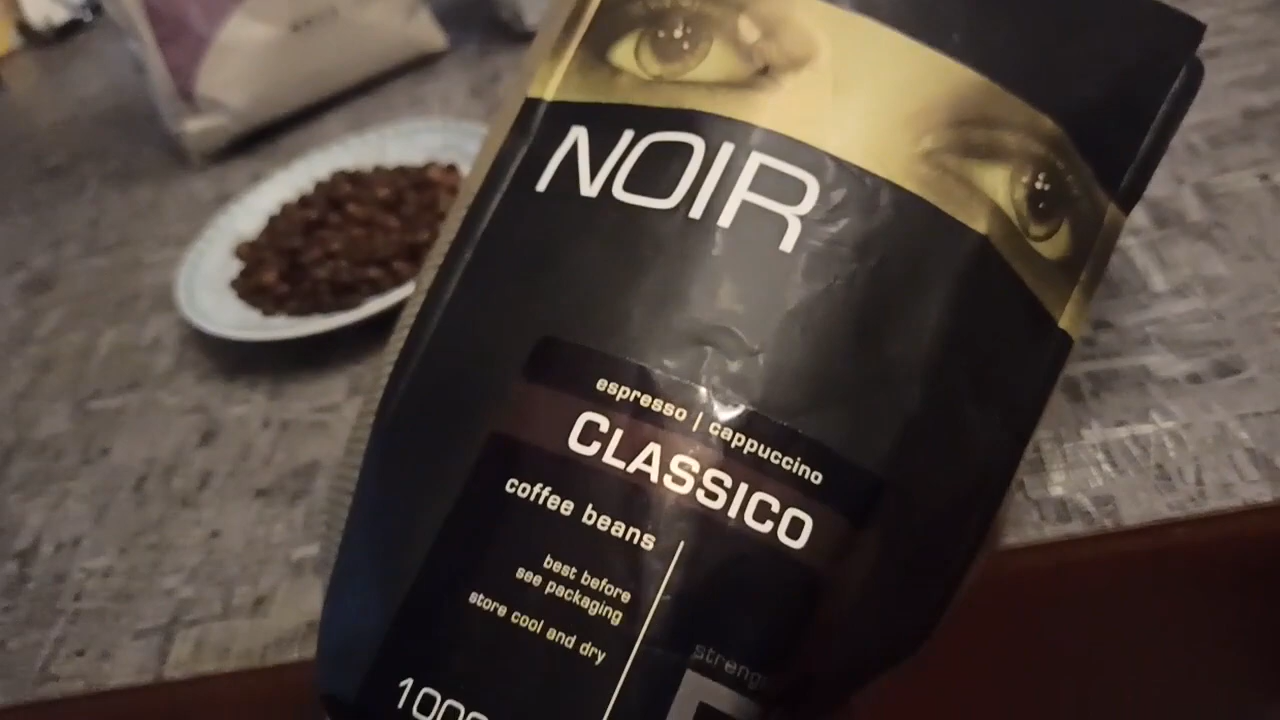 NOIR
espresso | cappuccino
CLASSICO
coffee beans
best before
see packaging
store cool and dry